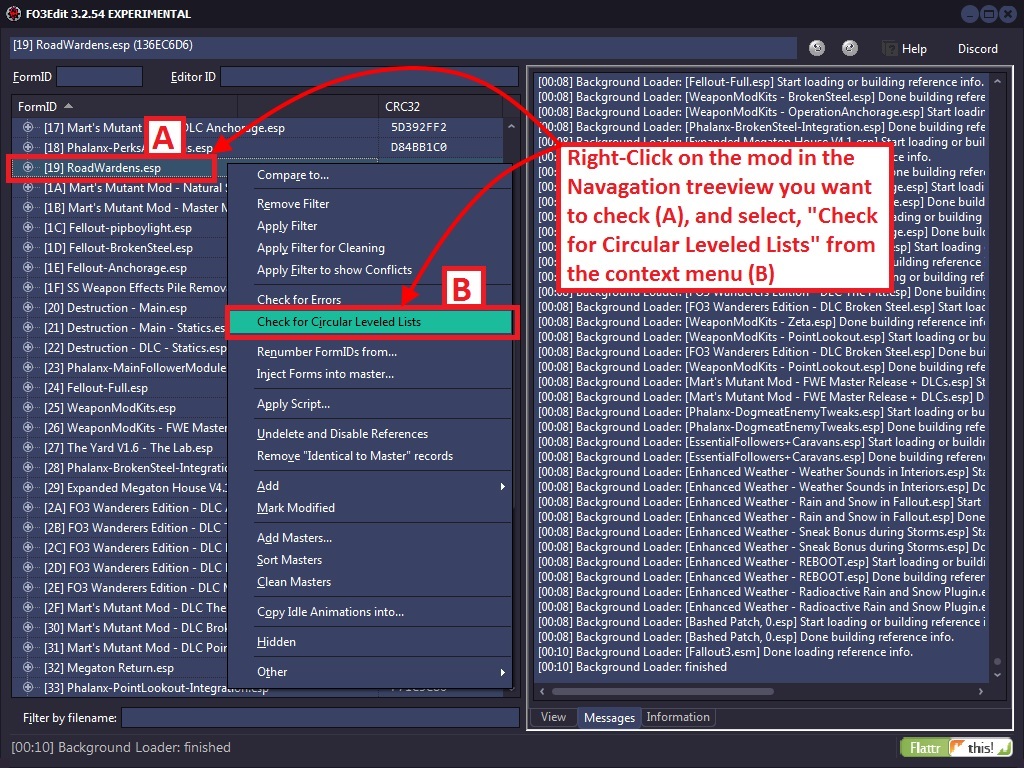 FO3Edit 3.2.54 EXPERIMENTAL
[19] RoadWardens.esp (136EC6D6)
Help
Discord
FormID
Editor ID
FormID
CRC32
[17] Mart's Mutant
DLC Anchorage.esp
5D392FF2
[18] Phalanx-Perks
s.esp
D84BB1C0
[19] RoadWardens.esp
[1A] Mart's Mutant Mod - Natural
[1B] Mart's Mutant Mod - Master M
[1C] Fellout-pipboylight.esp
[1D] Fellout-BrokenSteel.esp
[1E] Fellout-Anchorage.esp
[1F] SS Weapon Effects Pile Remov
[20] Destruction - Main.esp
[21] Destruction - Main - Statics.es
[22] Destruction - DLC - Statics.esp
[23] Phalanx-MainFollowerModule
[24] Fellout-Full.esp
[25] WeaponModKits.esp
[26] WeaponModKits - FWE Master
[27] The Yard V1.6 - The Lab.esp
[28] Phalanx-BrokenSteel-Integratio
[29] Expanded Megaton House V4.
[2A] FO3 Wanderers Edition - DLC
[2B] FO3 Wanderers Edition - DLC T
[2C] FO3 Wanderers Edition - DLC
[2D] FO3 Wanderers Edition - DLC
[2E] FO3 Wanderers Edition - DLC
[2F] Mart's Mutant Mod - DLC The
[30] Mart's Mutant Mod - DLC Brok
[31] Mart's Mutant Mod - DLC Poin
[32] Megaton Return.esp
[33] Phalanx-PointLookout-Integration.esp
A
Compare to...
Remove Filter
Apply Filter
Apply Filter for Cleaning
Apply Filter to show Conflicts
Check for Errors
B
Check for Circular Leveled Lists
Renumber FormIDs from...
Inject Forms into master...
Apply Script...
Undelete and Disable References
Remove "Identical to Master" records
Add
Mark Modified
Add Masters...
Sort Masters
Clean Masters
Copy Idle Animations into...
Hidden
Other
[00:08] Background Loader: [Fellout-Full.esp] Start loading or building reference info.
[00:08] Background Loader: [WeaponModKits - BrokenSteel.esp] Done building refere
[00:08] Background Loader: [WeaponModKits - OperationAnchorage.esp] Start loadin
[00:08] Background Loader: [Phalanx-BrokenSteel-Integration.esp] Done building refe
[00:08] Background Loader: [Expanded Megaton House V4.1.esp] Start loading or bui
Right-Click on the mod in the
Navagation treeview you want
to check (A), and select, "Check
for Circular Leveled Lists" from
the context menu (B)
[00:08] Background Loader: [FO3 Wanderers Edition - DLC Broken Steel.esp] Start load
[00:08] Background Loader: [WeaponModKits - Zeta.esp] Done building reference info
[00:08] Background Loader: [WeaponModKits - PointLookout.esp] Start loading or bui
[00:08] Background Loader: [FO3 Wanderers Edition - DLC Broken Steel.esp] Done buil
[00:08] Background Loader: [WeaponModKits - PointLookout.esp] Done building refer
[00:08] Background Loader: [Mart's Mutant Mod - FWE Master Release + DLCs.esp] St
[00:08] Background Loader: [Mart's Mutant Mod - FWE Master Release + DLCs.esp] D
[00:08] Background Loader: [Phalanx-DogmeatEnemyTweaks.esp] Start loading or buil
[00:08] Background Loader: [Phalanx-DogmeatEnemyTweaks.esp] Done building refere
[00:08] Background Loader: [EssentialFollowers+Caravans.esp] Start loading or buildin
[00:08] Background Loader: [EssentialFollowers+Caravans.esp] Done building referenc
[00:08] Background Loader: [Enhanced Weather - Weather Sounds in Interiors.esp] Sta
[00:08] Background Loader: [Enhanced Weather - Weather Sounds in Interiors.esp] Do
[00:08] Background Loader: [Enhanced Weather - Rain and Snow in Fallout.esp] Start
[00:08] Background Loader: [Enhanced Weather - Rain and Snow in Fallout.esp] Done
[00:08] Background Loader: [Enhanced Weather - Sneak Bonus during Storms.esp] Sta
[00:08] Background Loader: [Enhanced Weather - Sneak Bonus during Storms.esp] Do
[00:08] Background Loader: [Enhanced Weather - REBOOT.esp] Start loading or buildi
[00:08] Background Loader: [Enhanced Weather - REBOOT.esp] Done building referen
[00:08] Background Loader: [Enhanced Weather - Radioactive Rain and Snow Plugin.e
[00:08] Background Loader: [Enhanced Weather - Radioactive Rain and Snow Plugin.e
[00:08] Background Loader: [Bashed Patch, 0.esp] Start loading or building reference i
[00:08] Background Loader: [Bashed Patch, 0.esp] Done building reference info.
[00:10] Background Loader: [Fallout3.esm] Done loading reference info.
[00:10] Background Loader: finished
Filter by filename:
View
Messages
Information
[00:10] Background Loader: finished
Flattr
this!